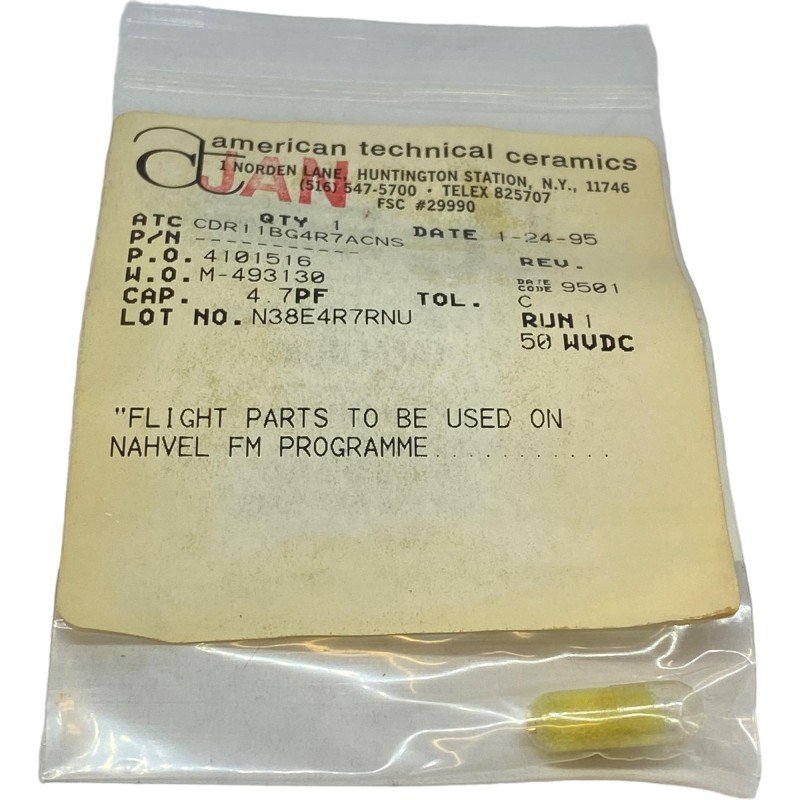 american technical ceramics
1 NORDEN LANE, HUNTINGTON STATION, N.Y., 11746
JAN
(516) 547-5700 · TELEX 825707
FSC #29990
ATC QTY 1 DATE 1-24-95
P/N CDR11BG4R7ACNS
P.O. 4101516 REV.
W.O. M-493130 DATE CODE 9501
CAP. 4.7PF TOL. C
LOT NO. N38E4R7RNU RUN 1
50 WVDC
"FLIGHT PARTS TO BE USED ON
NAHVEL FM PROGRAMME...........